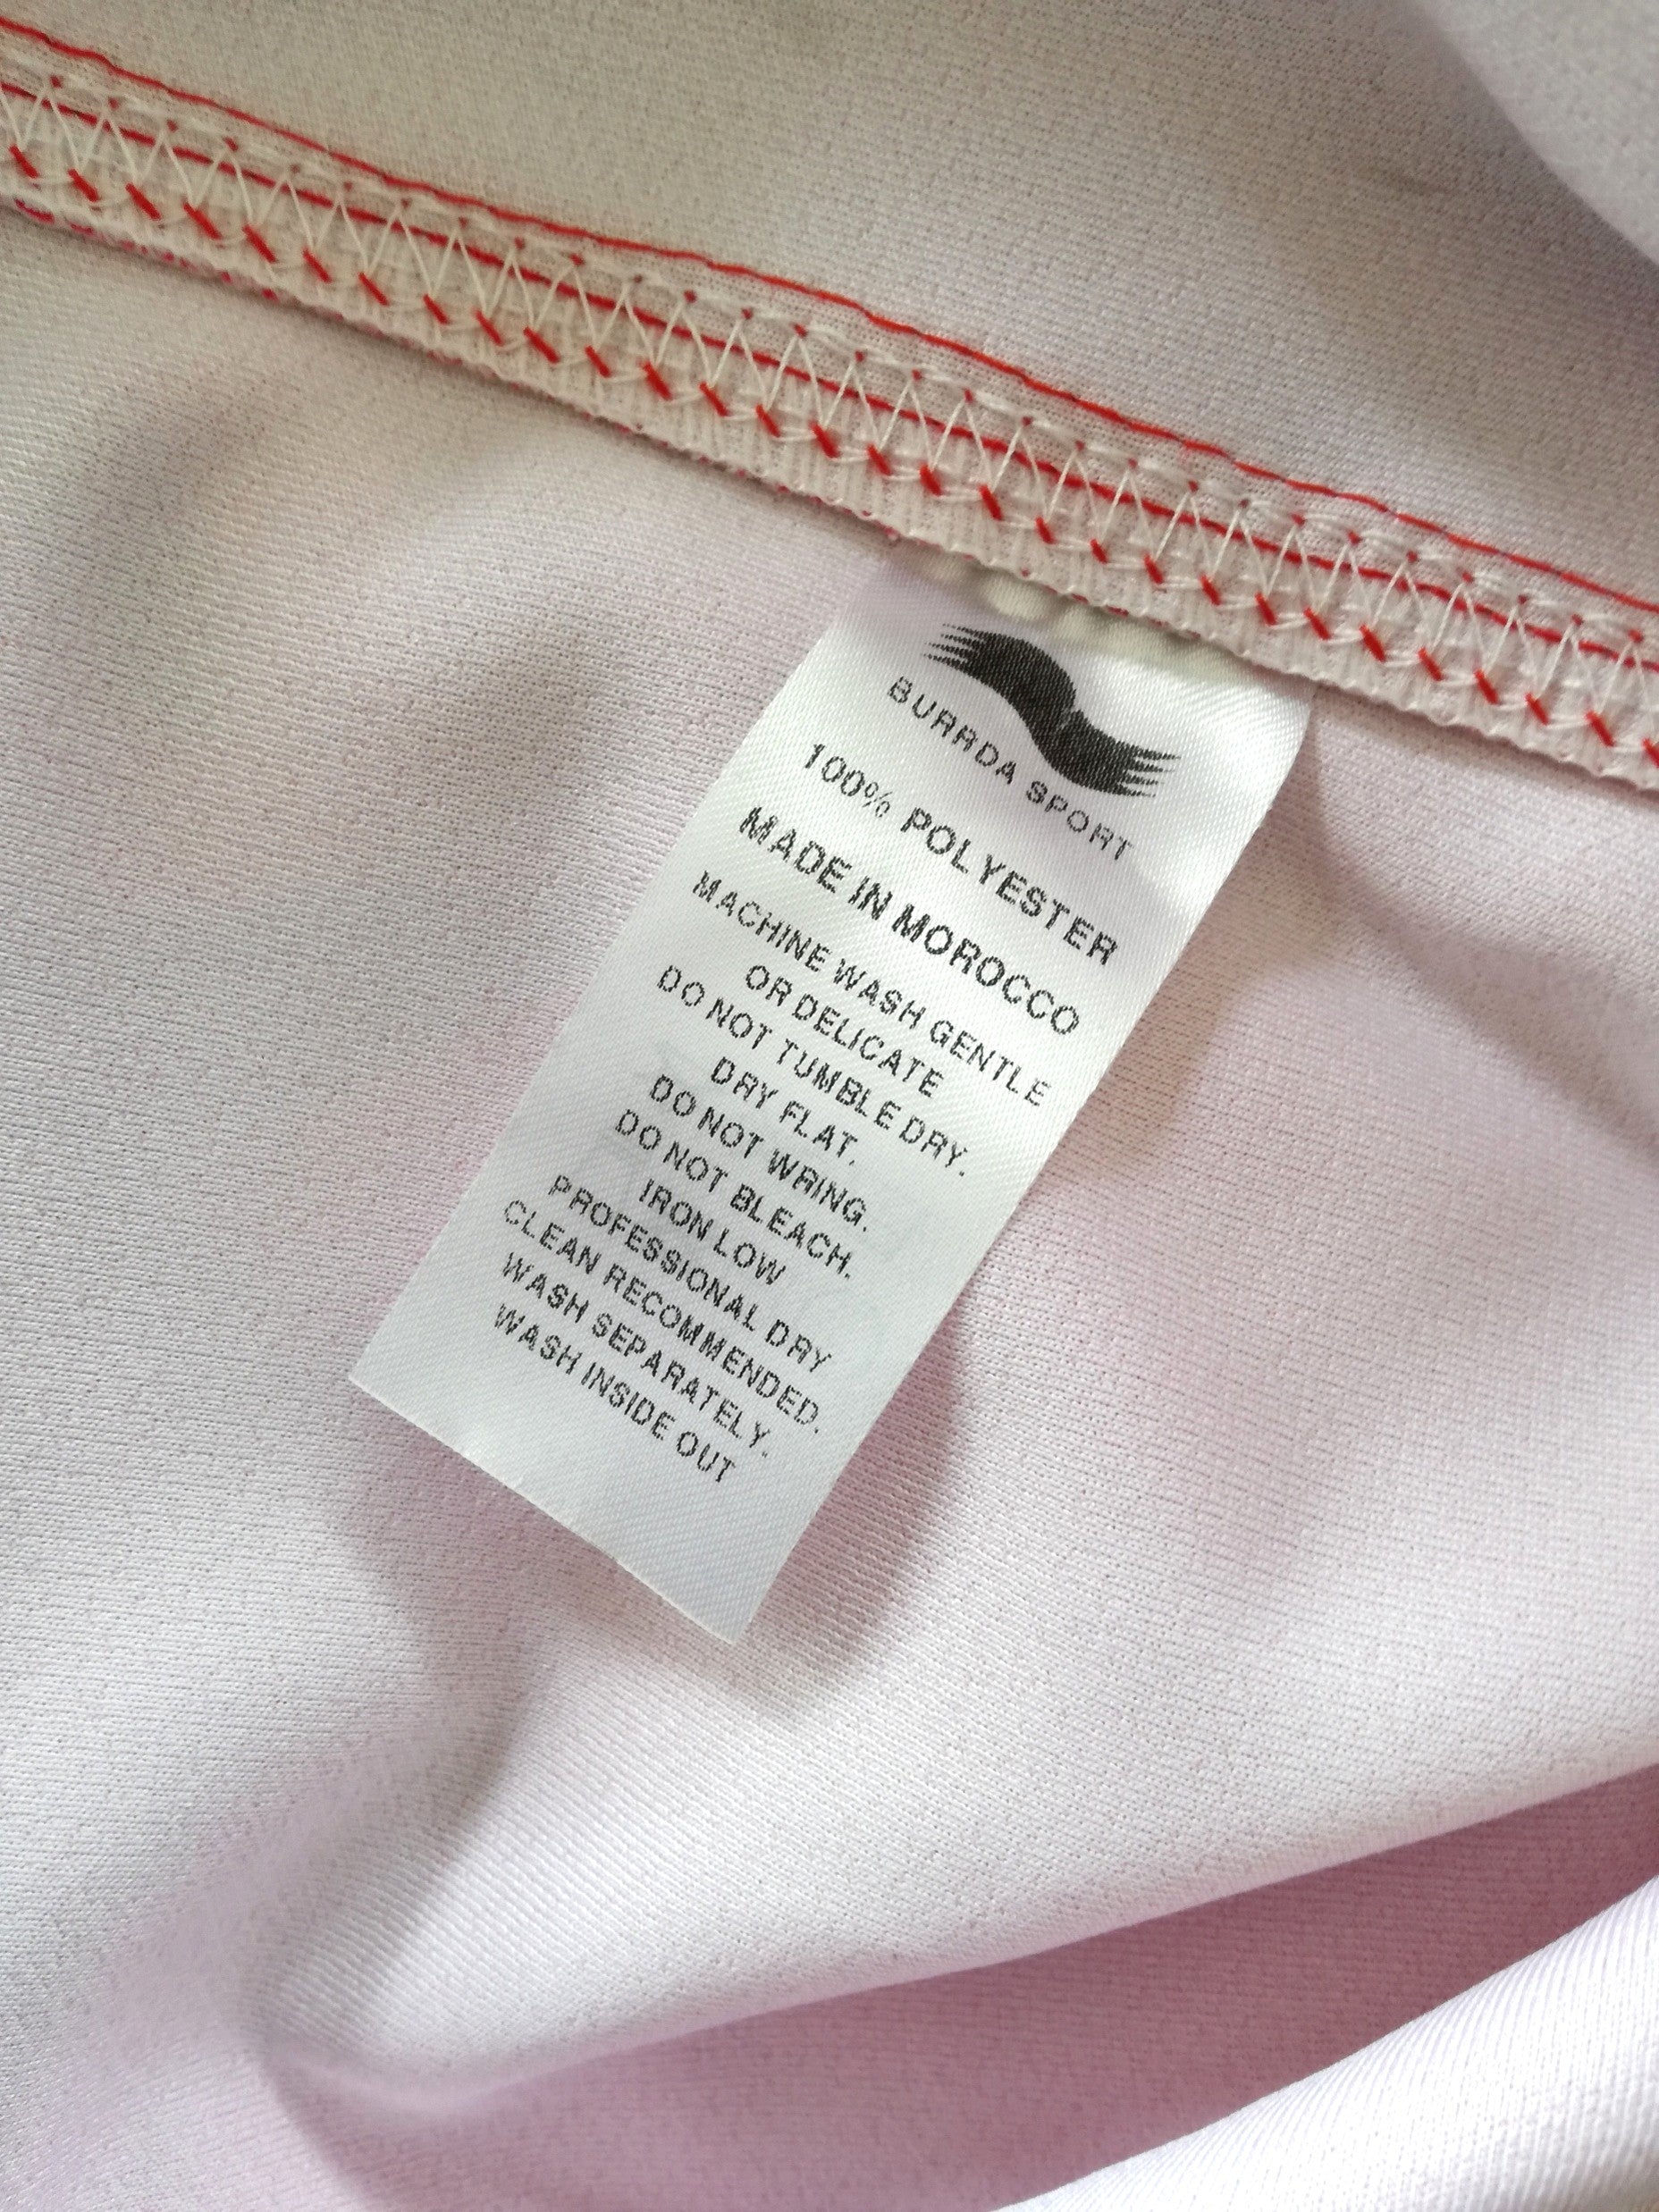 BURRDA SPORT
100% POLYESTER
MADE IN MOROCCO
MACHINE WASH GENTLE
OR DELICATE
DO NOT TUMBLE DRY.
DRY FLAT.
DO NOT WRING.
DO NOT BLEACH.
IRON LOW
PROFESSIONAL DRY
CLEAN RECOMMENDED.
WASH SEPARATELY.
WASH INSIDE OUT